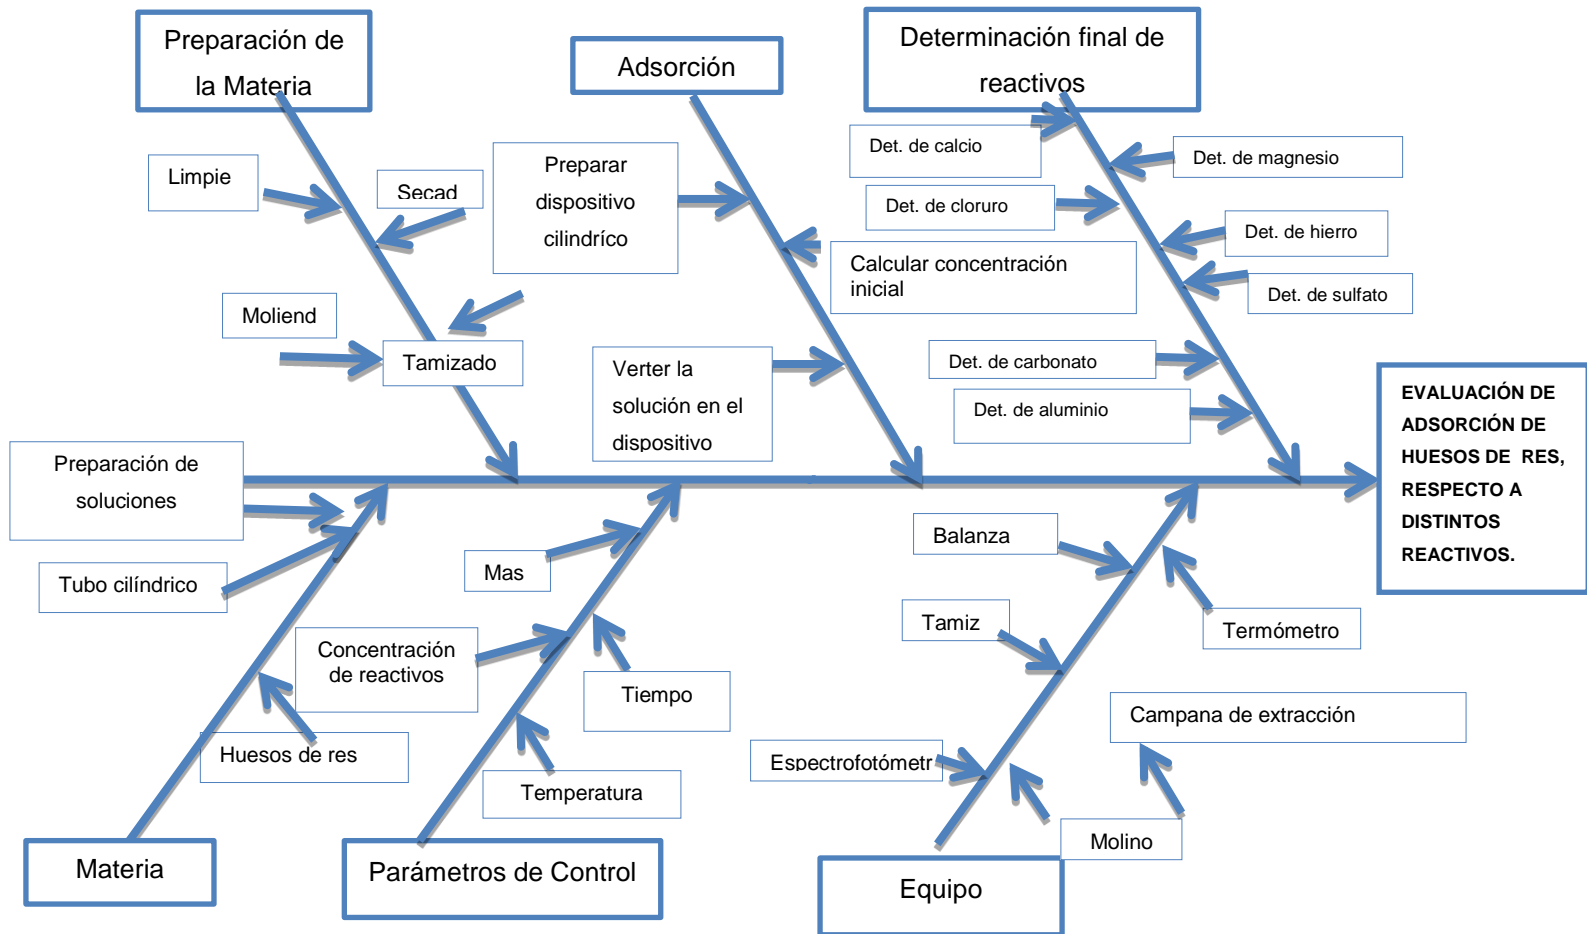 Preparación de
la Materia
Adsorción
Determinación final de
reactivos
Limpie
Secad
Moliend
Tamizado
Preparar
dispositivo
cilindríco
Calcular concentración
inicial
Verter la
solución en el
dispositivo
Det. de calcio
Det. de magnesio
Det. de cloruro
Det. de hierro
Det. de sulfato
Det. de carbonato
Det. de aluminio
EVALUACIÓN DE
ADSORCIÓN DE
HUESOS DE RES,
RESPECTO A
DISTINTOS
REACTIVOS.
Preparación de
soluciones
Tubo cilíndrico
Huesos de res
Mas
Concentración
de reactivos
Tiempo
Temperatura
Balanza
Termómetro
Tamiz
Campana de extracción
Espectrofotómetr
Molino
Materia
Parámetros de Control
Equipo